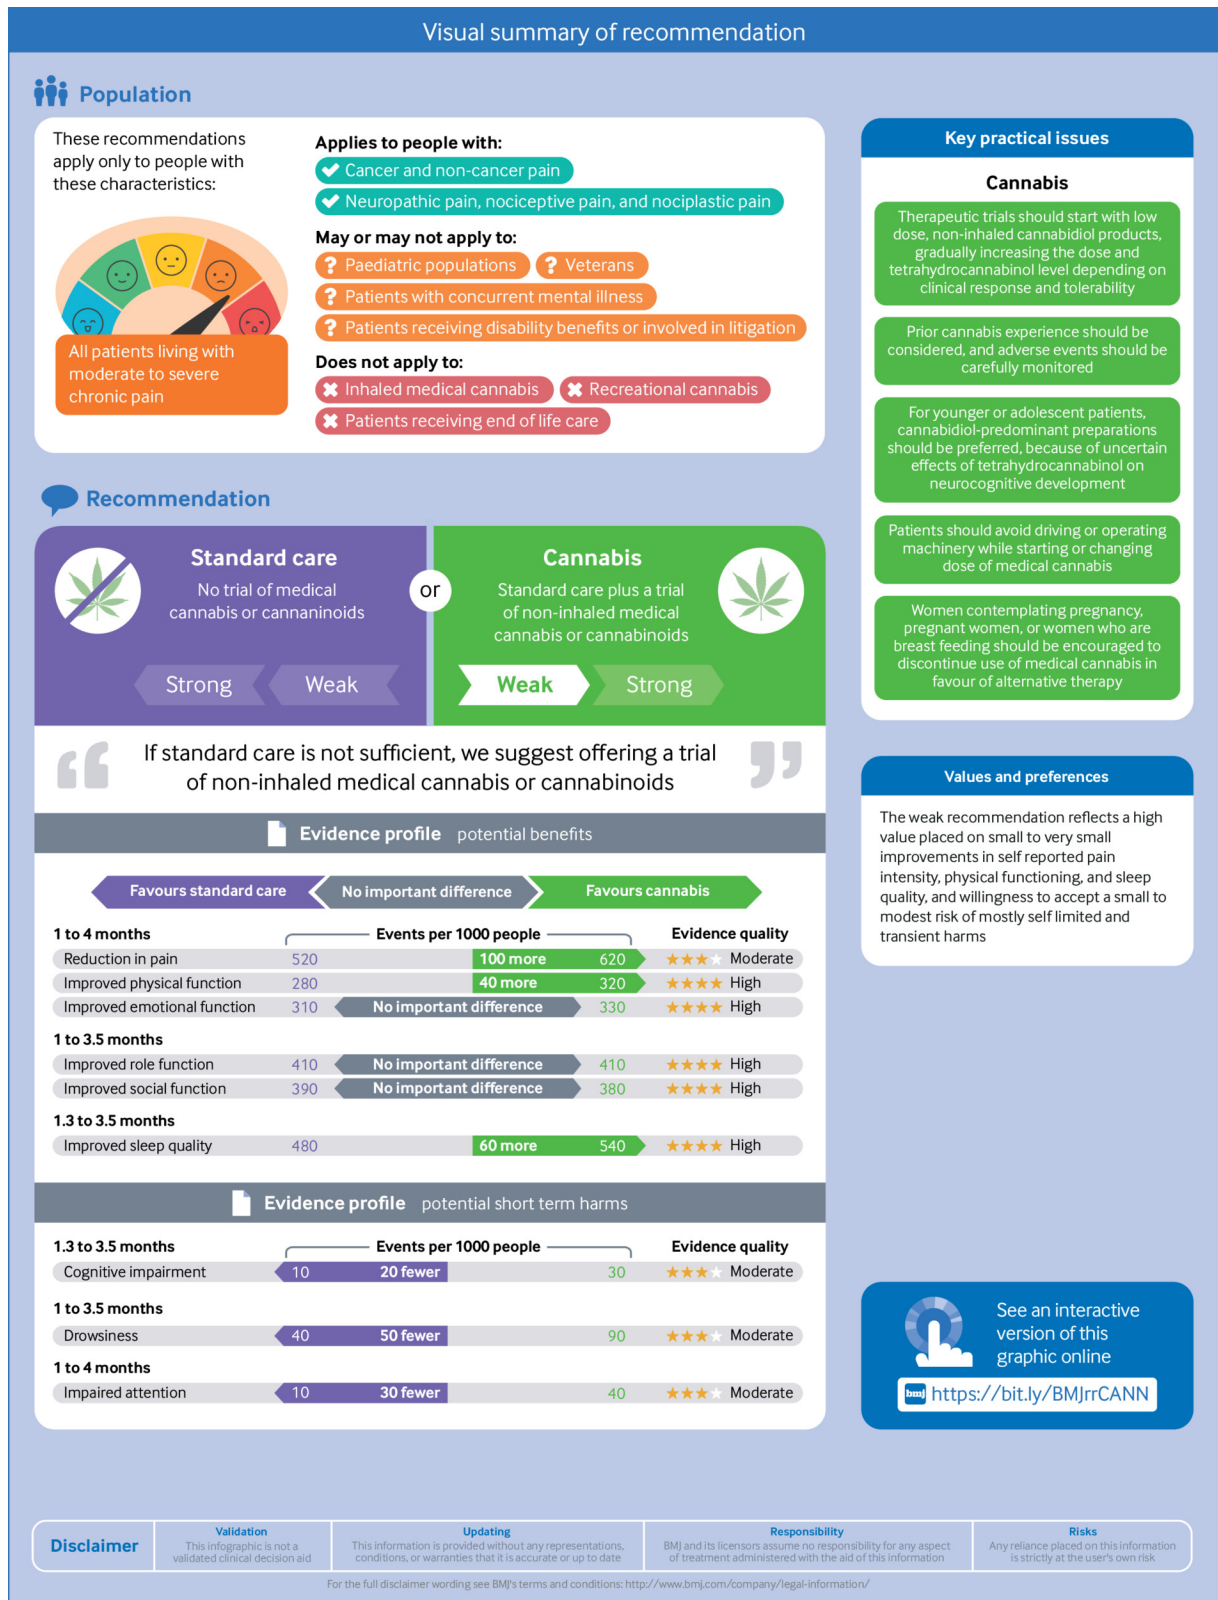 Visual summary of recommendation
Population
These recommendations
apply only to people with
these characteristics:
All patients living with
moderate to severe
chronic pain
Applies to people with:
Cancer and non-cancer pain
Neuropathic pain, nociceptive pain, and nociplastic pain
May or may not apply to:
? Paediatric populations ? Veterans
? Patients with concurrent mental illness
? Patients receiving disability benefits or involved in litigation
Does not apply to:
Inhaled medical cannabis Recreational cannabis
Patients receiving end of life care
Recommendation
Standard care
No trial of medical
cannabis or cannaninoids
Strong Weak
or
Cannabis
Standard care plus a trial
of non-inhaled medical
cannabis or cannabinoids
Weak Strong
“ If standard care is not sufficient, we suggest offering a trial
of non-inhaled medical cannabis or cannabinoids ”
Evidence profile potential benefits
Favours standard care No important difference Favours cannabis
1 to 4 months Events per 1000 people Evidence quality
Reduction in pain 520 100 more 620 Moderate
Improved physical function 280 40 more 320 High
Improved emotional function 310 No important difference 330 High
1 to 3.5 months
Improved role function 410 No important difference 410 High
Improved social function 390 No important difference 380 High
1.3 to 3.5 months
Improved sleep quality 480 60 more 540 High
Evidence profile potential short term harms
1.3 to 3.5 months Events per 1000 people Evidence quality
Cognitive impairment 10 20 fewer 30 Moderate
1 to 3.5 months
Drowsiness 40 50 fewer 90 Moderate
1 to 4 months
Impaired attention 10 30 fewer 40 Moderate
Key practical issues
Cannabis
Therapeutic trials should start with low
dose, non-inhaled cannabidiol products,
gradually increasing the dose and
tetrahydrocannabinol level depending on
clinical response and tolerability
Prior cannabis experience should be
considered, and adverse events should be
carefully monitored
For younger or adolescent patients,
cannabidiol-predominant preparations
should be preferred, because of uncertain
effects of tetrahydrocannabinol on
neurocognitive development
Patients should avoid driving or operating
machinery while starting or changing
dose of medical cannabis
Women contemplating pregnancy,
pregnant women, or women who are
breast feeding should be encouraged to
discontinue use of medical cannabis in
favour of alternative therapy
Values and preferences
The weak recommendation reflects a high
value placed on small to very small
improvements in self reported pain
intensity, physical functioning, and sleep
quality, and willingness to accept a small to
modest risk of mostly self limited and
transient harms
See an interactive
version of this
graphic online
bmj https://bit.ly/BMJrrCANN
Disclaimer
Validation
This infographic is not a
validated clinical decision aid
Updating
This information is provided without any representations,
conditions, or warranties that it is accurate or up to date
Responsibility
BMJ and its licensors assume no responsibility for any aspect
of treatment administered with the aid of this information
Risks
Any reliance placed on this information
is strictly at the user's own risk
For the full disclaimer wording see BMJ's terms and conditions: http://www.bmj.com/company/legal-information/